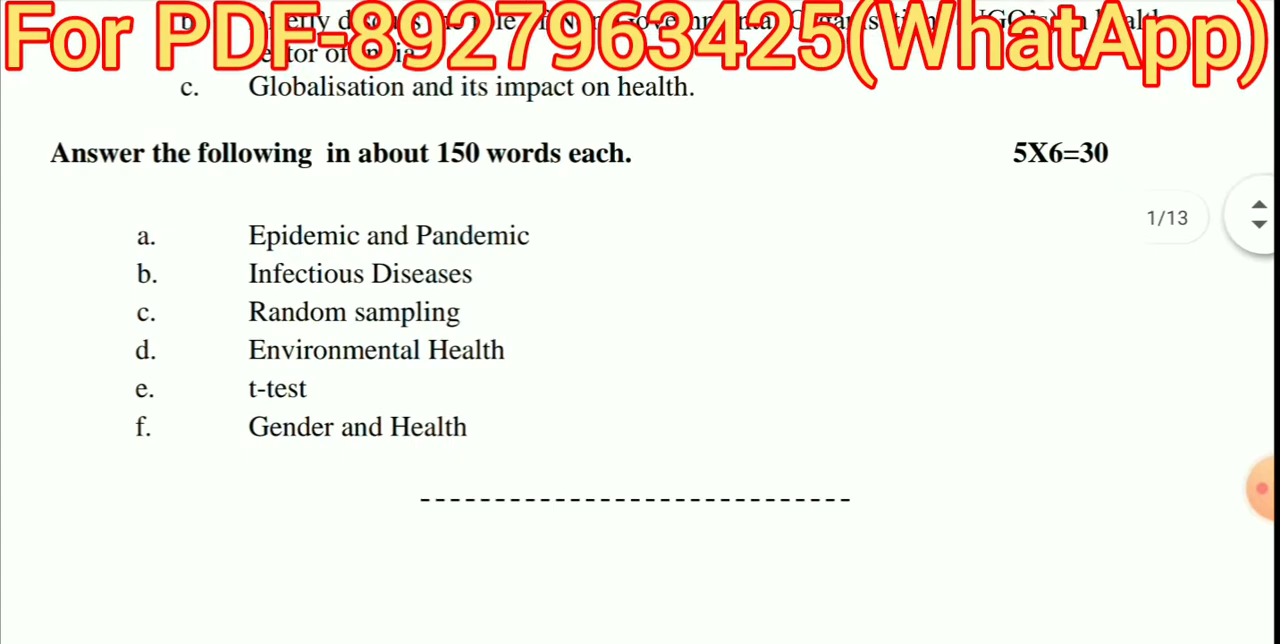 For PDF-8927963425(WhatApp)
c. Globalisation and its impact on health.
Answer the following in about 150 words each. 5X6=30
1/13
a. Epidemic and Pandemic
b. Infectious Diseases
c. Random sampling
d. Environmental Health
e. t-test
f. Gender and Health